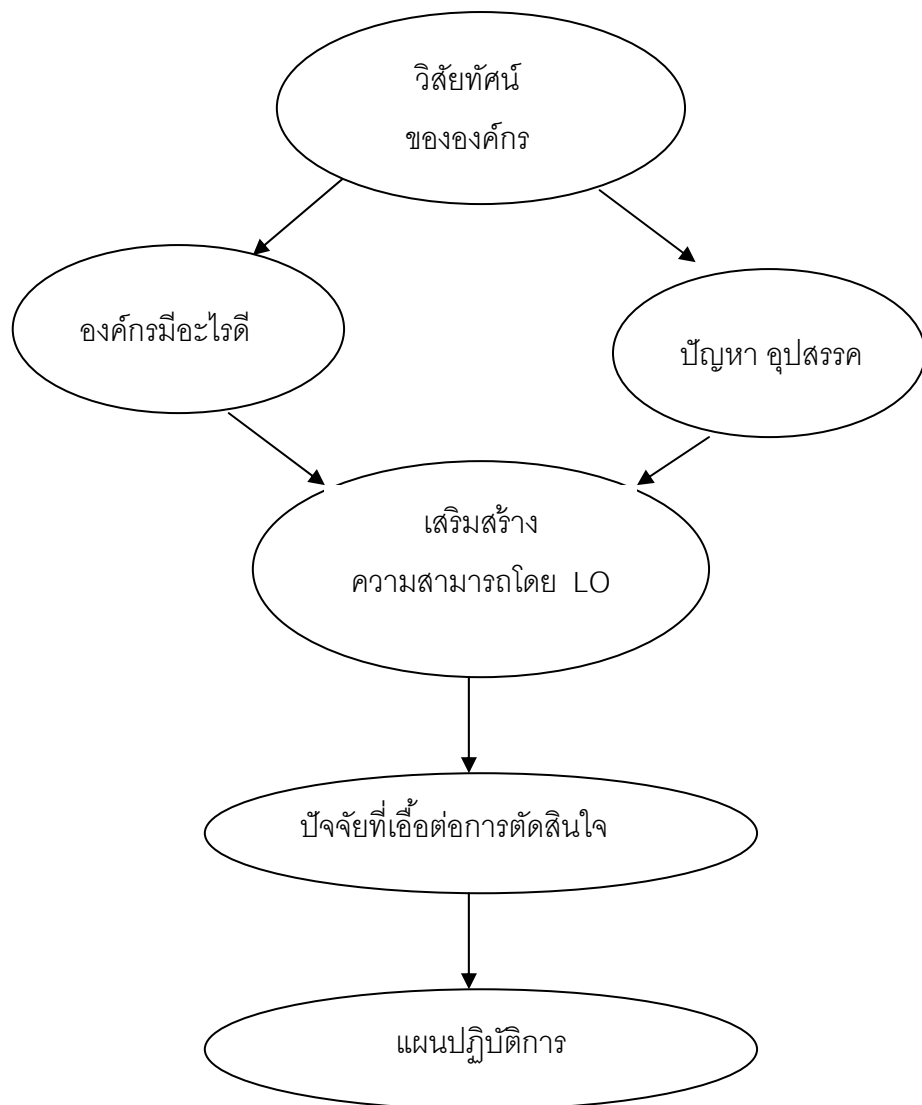 วิสัยทัศน์
ขององค์กร
องค์กรมีอะไรดี
ปัญหา อุปสรรค
เสริมสร้าง
ความสามารถโดย LO
ปัจจัยที่เอื้อต่อการตัดสินใจ
แผนปฏิบัติการ